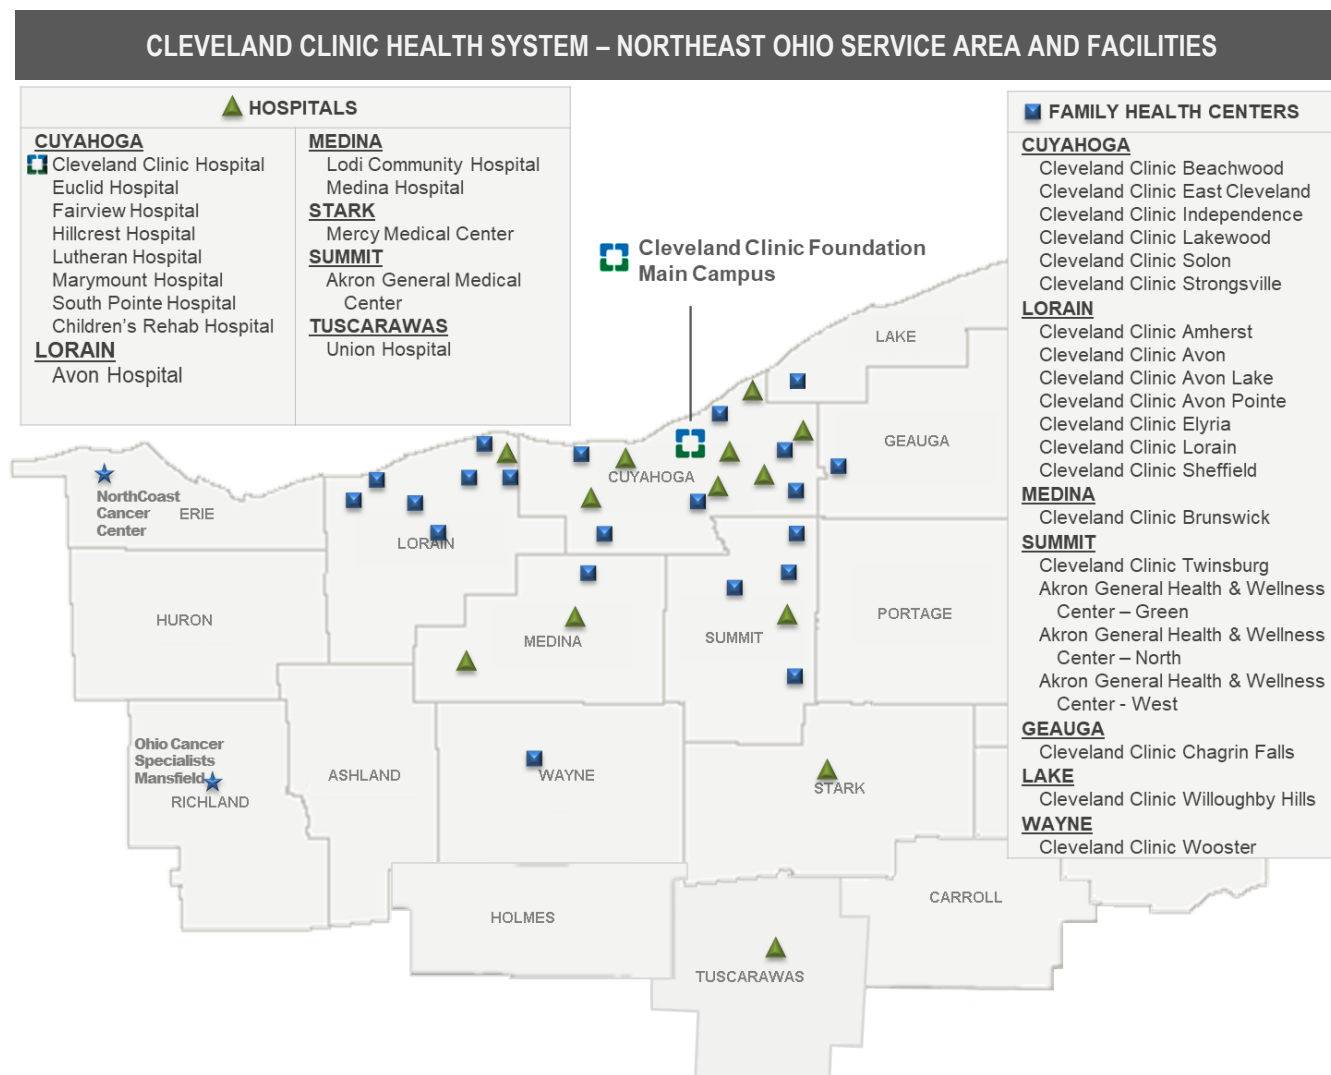 CLEVELAND CLINIC HEALTH SYSTEM – NORTHEAST OHIO SERVICE AREA AND FACILITIES
HOSPITALS
CUYAHOGA
Cleveland Clinic Hospital
Euclid Hospital
Fairview Hospital
Hillcrest Hospital
Lutheran Hospital
Marymount Hospital
South Pointe Hospital
Children's Rehab Hospital
LORAIN
Avon Hospital
MEDINA
Lodi Community Hospital
Medina Hospital
STARK
Mercy Medical Center
SUMMIT
Akron General Medical
Center
TUSCARAWAS
Union Hospital
Cleveland Clinic Foundation
Main Campus
FAMILY HEALTH CENTERS
CUYAHOGA
Cleveland Clinic Beachwood
Cleveland Clinic East Cleveland
Cleveland Clinic Independence
Cleveland Clinic Lakewood
Cleveland Clinic Solon
Cleveland Clinic Strongsville
LORAIN
Cleveland Clinic Amherst
Cleveland Clinic Avon
Cleveland Clinic Avon Lake
Cleveland Clinic Avon Pointe
Cleveland Clinic Elyria
Cleveland Clinic Lorain
Cleveland Clinic Sheffield
MEDINA
Cleveland Clinic Brunswick
SUMMIT
Cleveland Clinic Twinsburg
Akron General Health & Wellness
Center – Green
Akron General Health & Wellness
Center – North
Akron General Health & Wellness
Center - West
GEAUGA
Cleveland Clinic Chagrin Falls
LAKE
Cleveland Clinic Willoughby Hills
WAYNE
Cleveland Clinic Wooster
LAKE
GEAUGA
CUYAHOGA
NorthCoast
Cancer
Center
ERIE
LORAIN
HURON
MEDINA
SUMMIT
PORTAGE
Ohio Cancer
Specialists
Mansfield
RICHLAND
ASHLAND
WAYNE
STARK
HOLMES
CARROLL
TUSCARAWAS